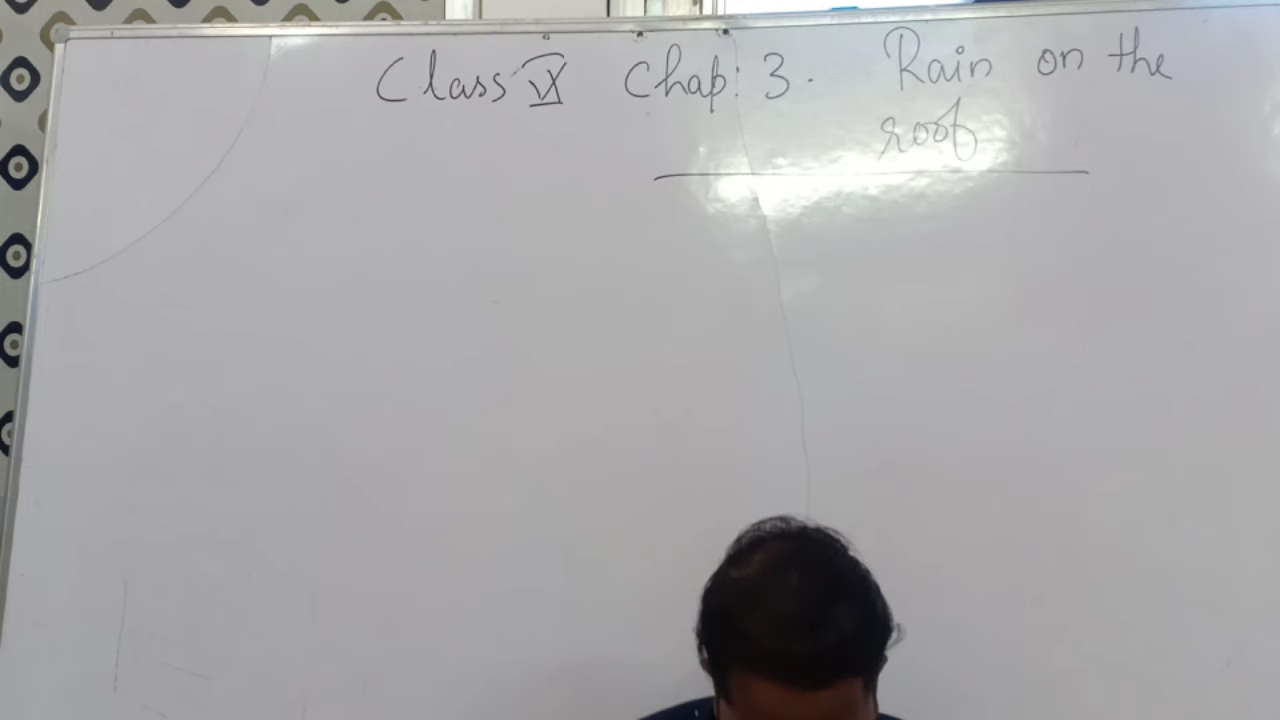 Class IX Chap: 3. Rain on the
roof